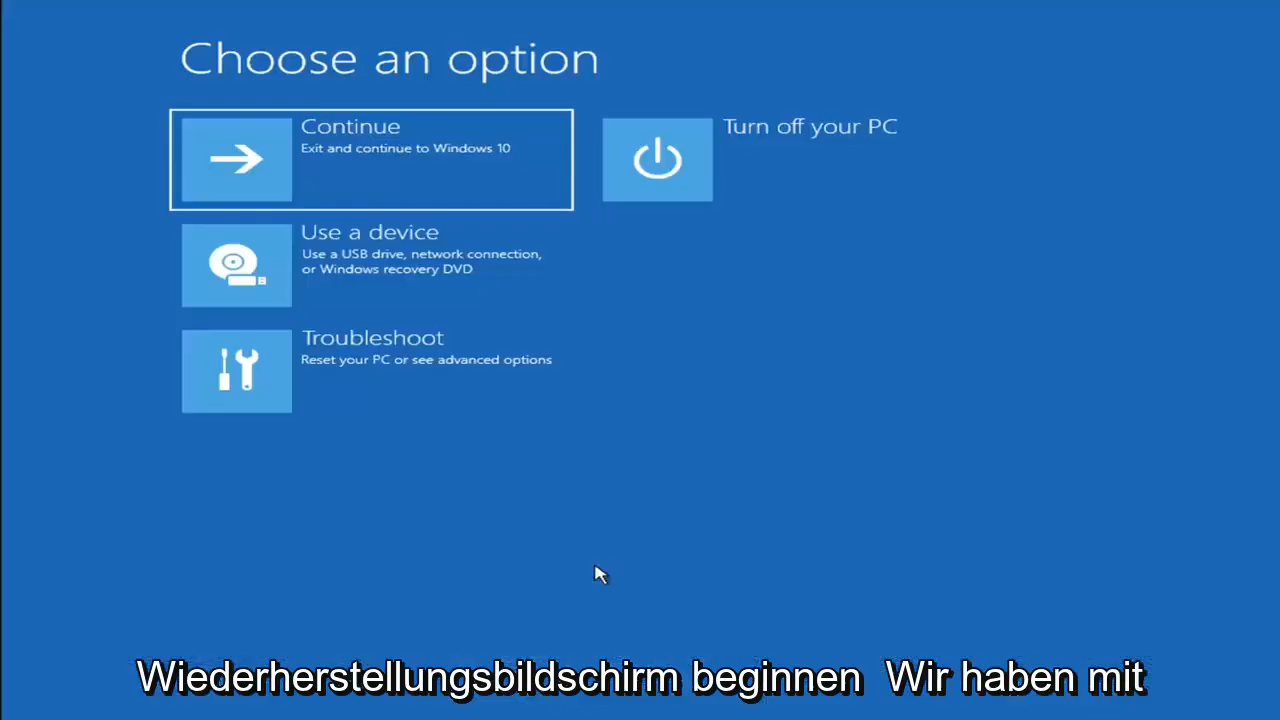 Choose an option
Continue
Exit and continue to Windows 10
Turn off your PC
Use a device
Use a USB drive, network connection,
or Windows recovery DVD
Troubleshoot
Reset your PC or see advanced options
Wiederherstellungsbildschirm beginnen  Wir haben mit